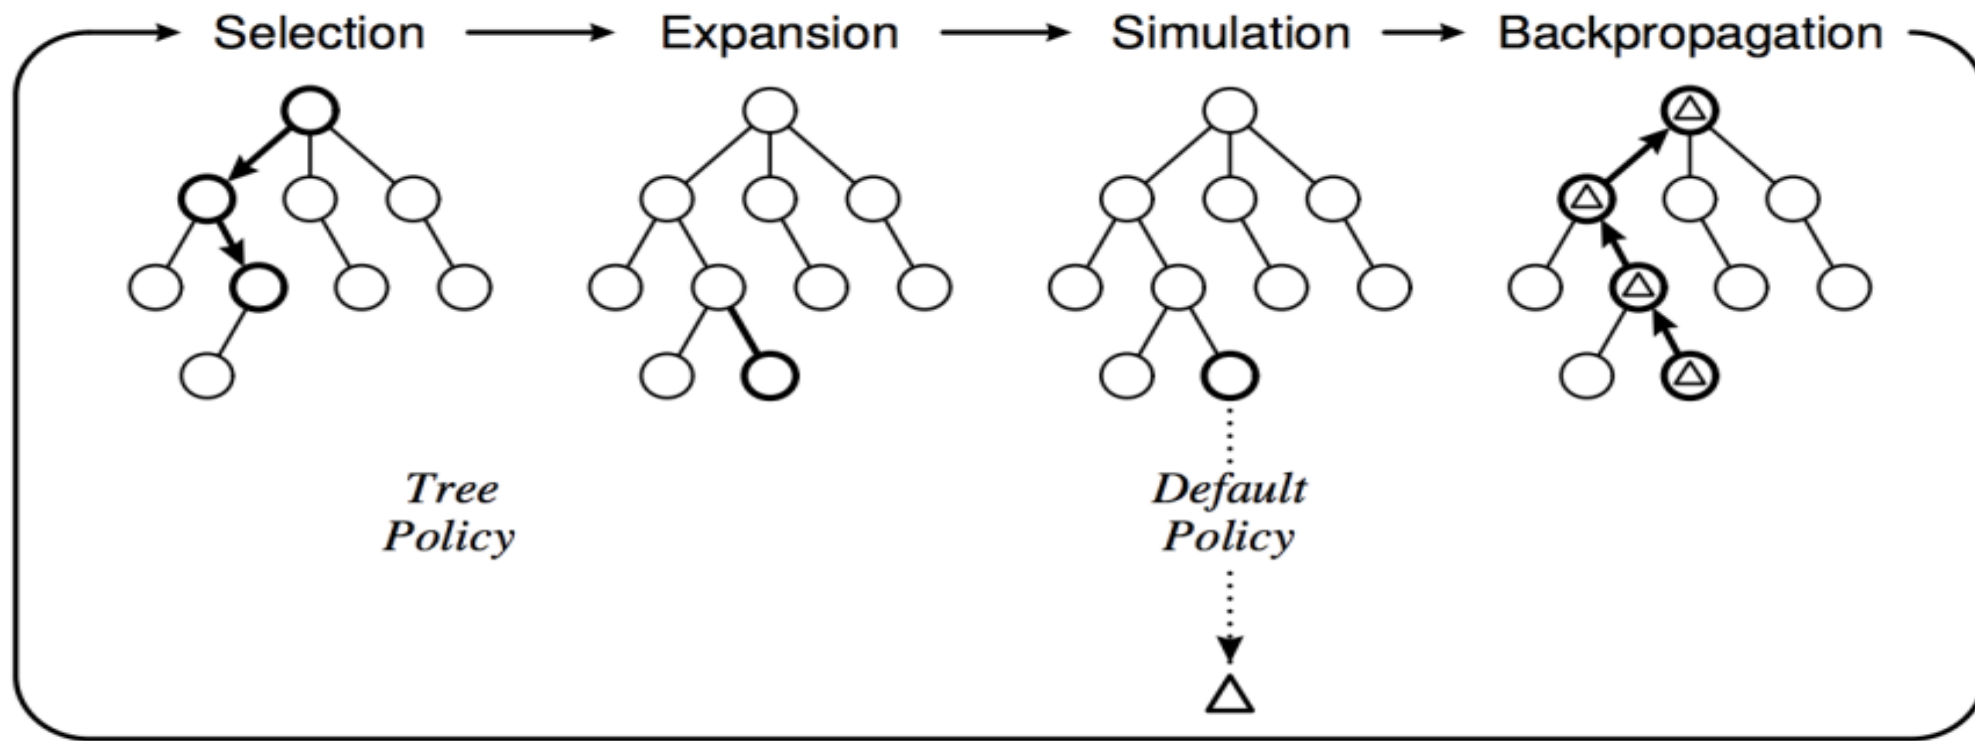 Selection
Expansion
Simulation
Backpropagation
Tree
Policy
Default
Policy